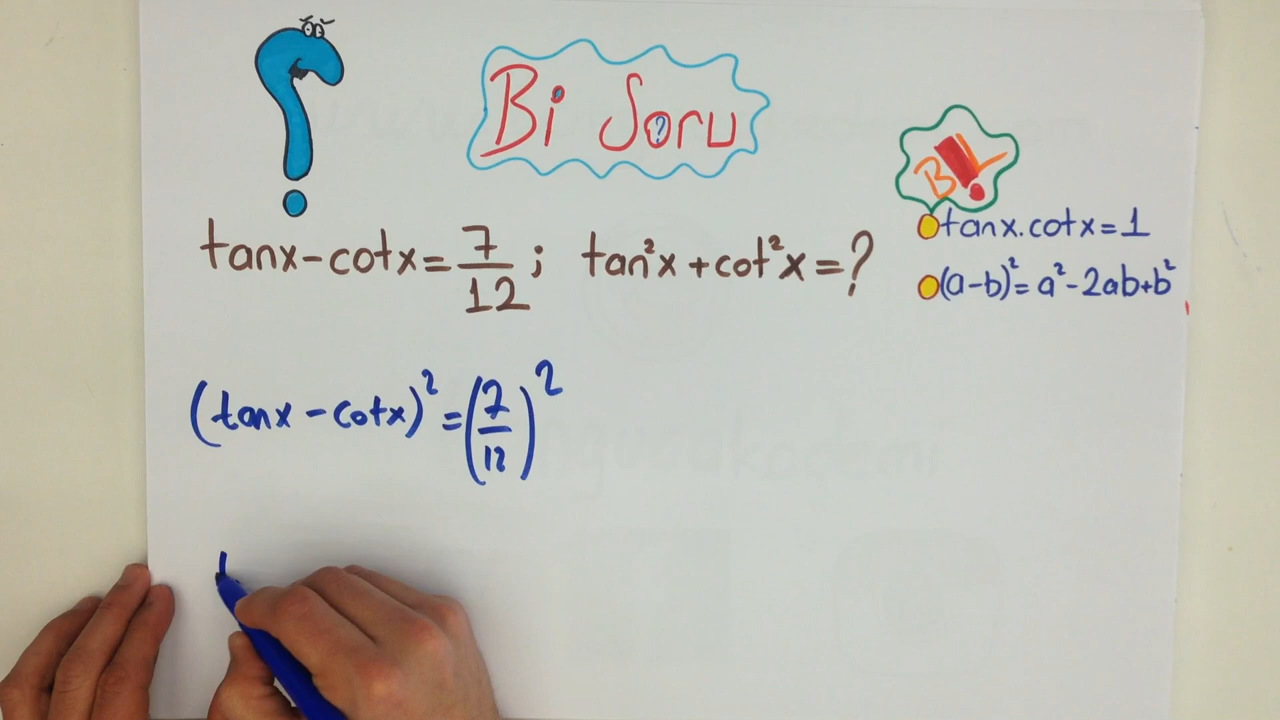 Bi Soru
B!
tanx-cotx=7/12; tan²x+cot²x=?
tanx.cotx=1
(a-b)²=a²-2ab+b²
(tanx-cotx)²=(7/12)²